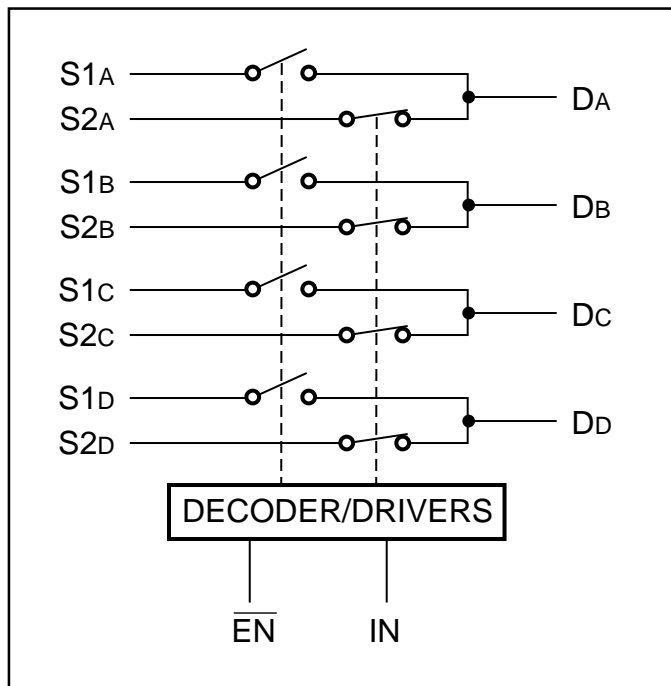 S1A
DA
S2A
S1B
DB
S2B
S1C
DC
S2C
S1D
DD
S2D
DECODER/DRIVERS
EN IN